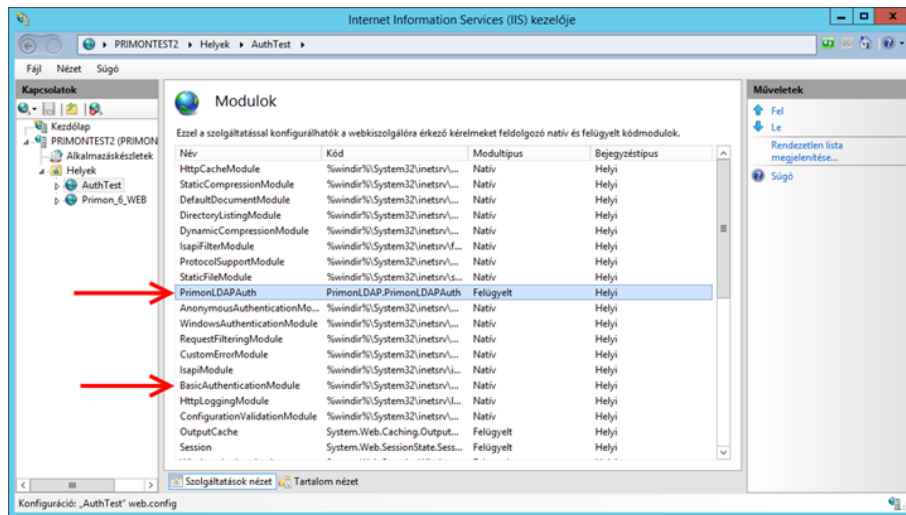 Internet Information Services (IIS) kezelője
PRIMONTEST2 Helyek AuthTest
Fájl Nézet Súgó
Kapcsolatok
Kezdőlap
PRIMONTEST2 (PRIMON
Alkalmazáskészletek
Helyek
AuthTest
Primon_6_WEB
Modulok
Ezzel a szolgáltatással konfigurálhatók a webkiszolgálóra érkező kérelmeket feldolgozó natív és felügyelt kódmodulok.
Név Kód Modultípus Bejegyzéstípus
HttpCacheModule %windir%\System32\inetsrv\... Natív Helyi
StaticCompressionModule %windir%\System32\inetsrv\... Natív Helyi
DefaultDocumentModule %windir%\System32\inetsrv\... Natív Helyi
DirectoryListingModule %windir%\System32\inetsrv\... Natív Helyi
DynamicCompressionModule %windir%\System32\inetsrv\... Natív Helyi
IsapiFilterModule %windir%\System32\inetsrv\f... Natív Helyi
ProtocolSupportModule %windir%\System32\inetsrv\... Natív Helyi
StaticFileModule %windir%\System32\inetsrv\s... Natív Helyi
PrimonLDAPAuth PrimonLDAP.PrimonLDAPAuth Felügyelt Helyi
AnonymousAuthenticationMo... %windir%\System32\inetsrv\... Natív Helyi
WindowsAuthenticationModule %windir%\System32\inetsrv\... Natív Helyi
RequestFilteringModule %windir%\System32\inetsrv\... Natív Helyi
CustomErrorModule %windir%\System32\inetsrv\... Natív Helyi
IsapiModule %windir%\System32\inetsrv\i... Natív Helyi
BasicAuthenticationModule %windir%\System32\inetsrv\... Natív Helyi
HttpLoggingModule %windir%\System32\inetsrv\l... Natív Helyi
ConfigurationValidationModule %windir%\System32\inetsrv\... Natív Helyi
OutputCache System.Web.Caching.Output... Felügyelt Helyi
Session System.Web.SessionState.Sess... Felügyelt Helyi
Szolgáltatások nézet Tartalom nézet
Műveletek
Fel
Le
Rendezetlen lista
megjelenítése...
Súgó
Konfiguráció: „AuthTest” web.config